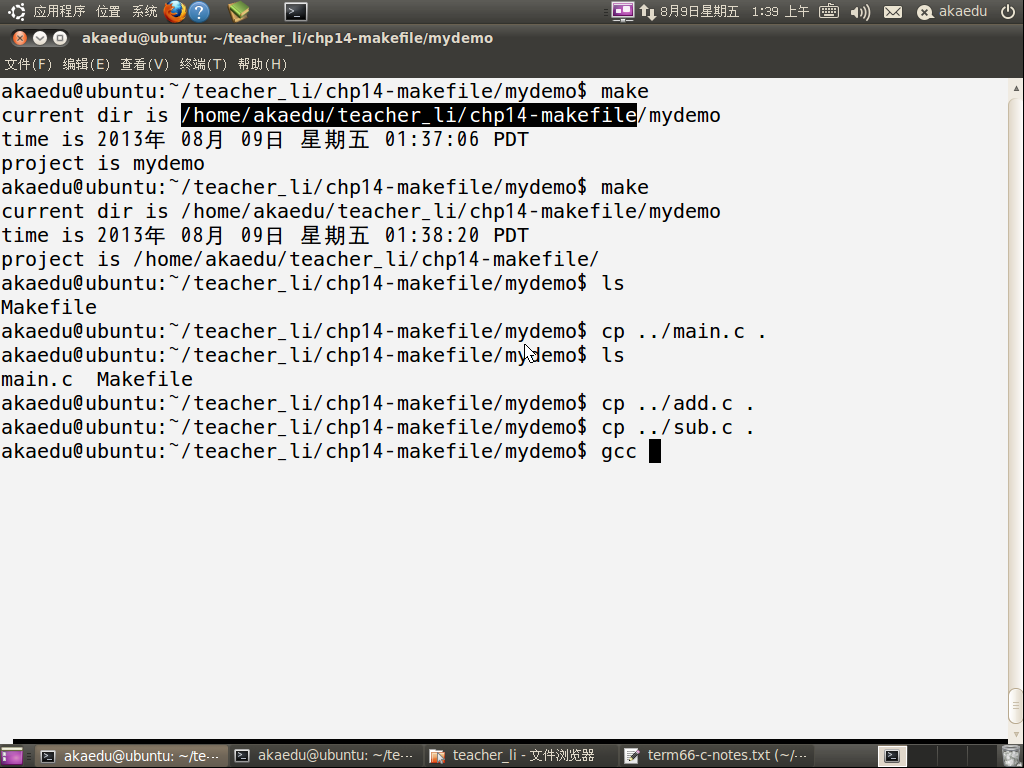 应用程序 位置 系统 8月9日星期五 1:39 上午 akaedu
akaedu@ubuntu: ~/teacher_li/chp14-makefile/mydemo
文件(F) 编辑(E) 查看(V) 终端(T) 帮助(H)
akaedu@ubuntu:~/teacher_li/chp14-makefile/mydemo$ make
current dir is /home/akaedu/teacher_li/chp14-makefile/mydemo
time is 2013年 08月 09日 星期五 01:37:06 PDT
project is mydemo
akaedu@ubuntu:~/teacher_li/chp14-makefile/mydemo$ make
current dir is /home/akaedu/teacher_li/chp14-makefile/mydemo
time is 2013年 08月 09日 星期五 01:38:20 PDT
project is /home/akaedu/teacher_li/chp14-makefile/
akaedu@ubuntu:~/teacher_li/chp14-makefile/mydemo$ ls
Makefile
akaedu@ubuntu:~/teacher_li/chp14-makefile/mydemo$ cp ../main.c .
akaedu@ubuntu:~/teacher_li/chp14-makefile/mydemo$ ls
main.c  Makefile
akaedu@ubuntu:~/teacher_li/chp14-makefile/mydemo$ cp ../add.c .
akaedu@ubuntu:~/teacher_li/chp14-makefile/mydemo$ cp ../sub.c .
akaedu@ubuntu:~/teacher_li/chp14-makefile/mydemo$ gcc
akaedu@ubuntu: ~/te··· akaedu@ubuntu: ~/te··· teacher_li - 文件浏览器 term66-c-notes.txt (~/···